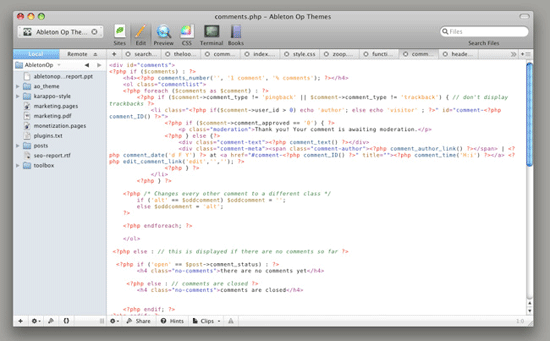 comments.php – Ableton Op Themes
Ableton Op The...
Sites
Edit
Preview
CSS
Terminal
Books
Files
Search Files
Local
Remote
search...
theloo...
comm...
index...
style.css
zoop...
functi...
comm...
heade...
AbletonOp
abletonop...report.ppt
ao_theme
karappo-style
marketing.pages
marketing.pdf
monetization.pages
plugins.txt
posts
seo-report.rtf
toolbox
<div id="comments">
<?php if ($comments) : ?>
<h4><?php comments_number('', '1 comment', '% comments'); ?></h4>
<ol class="commentlist">
<?php foreach ($comments as $comment) : ?>
<?php if ($comment->comment_type != 'pingback' || $comment->comment_type != 'trackback') { // don't display
trackbacks ?>
<li class="<?php if($comment->user_id > 0) echo 'author'; else echo 'visitor' ; ?>" id="comment-<?php
comment_ID() ?>">
<?php if ($comment->comment_approved == '0') { ?>
<p class="moderation">Thank you! Your comment is awaiting moderation.</p>
<?php } else {?>
<div class="coment-text"><?php comment_text() ?></div>
<div class="coment-meta"><span class="comment-author"><?php comment_author_link() ?></span> | <?
php comment_date('d F Y') ?> at <a href="#comment-<?php comment_ID() ?>" title=""><?php comment_time('H:i') ?></a> <?
php edit_comment_link('edit','',''); ?>
<?php } ?>
</li>
<?php } ?>
<?php /* Changes every other comment to a different class */
if ('alt' == $oddcomment) $oddcomment = '';
else $oddcomment = 'alt';
?>
<?php endforeach; ?>
</ol>
<?php else : // this is displayed if there are no comments so far ?>
<?php if ('open' == $post->comment_status) : ?>
<h4 class="no-comments">there are no comments yet</h4>
<?php else : // comments are closed ?>
<h4 class="no-comments">comments are closed</h4>
<?php endif; ?>
<?php endif; ?>
Share
Hints
Clips
1:0